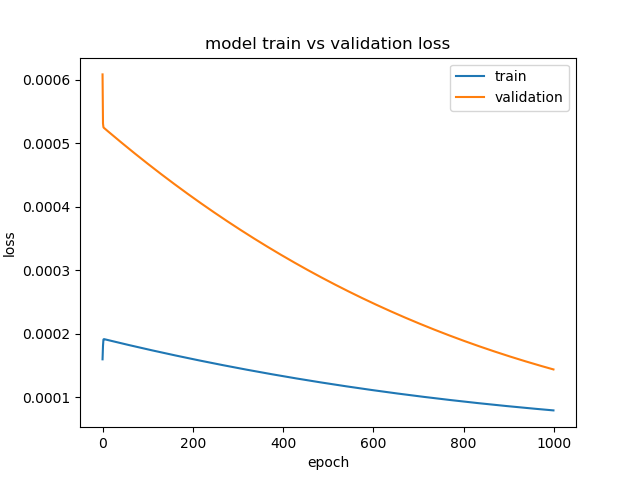 model train vs validation loss
train
validation
0.0006
0.0005
0.0004
0.0003
0.0002
0.0001
loss
0 200 400 600 800 1000
epoch